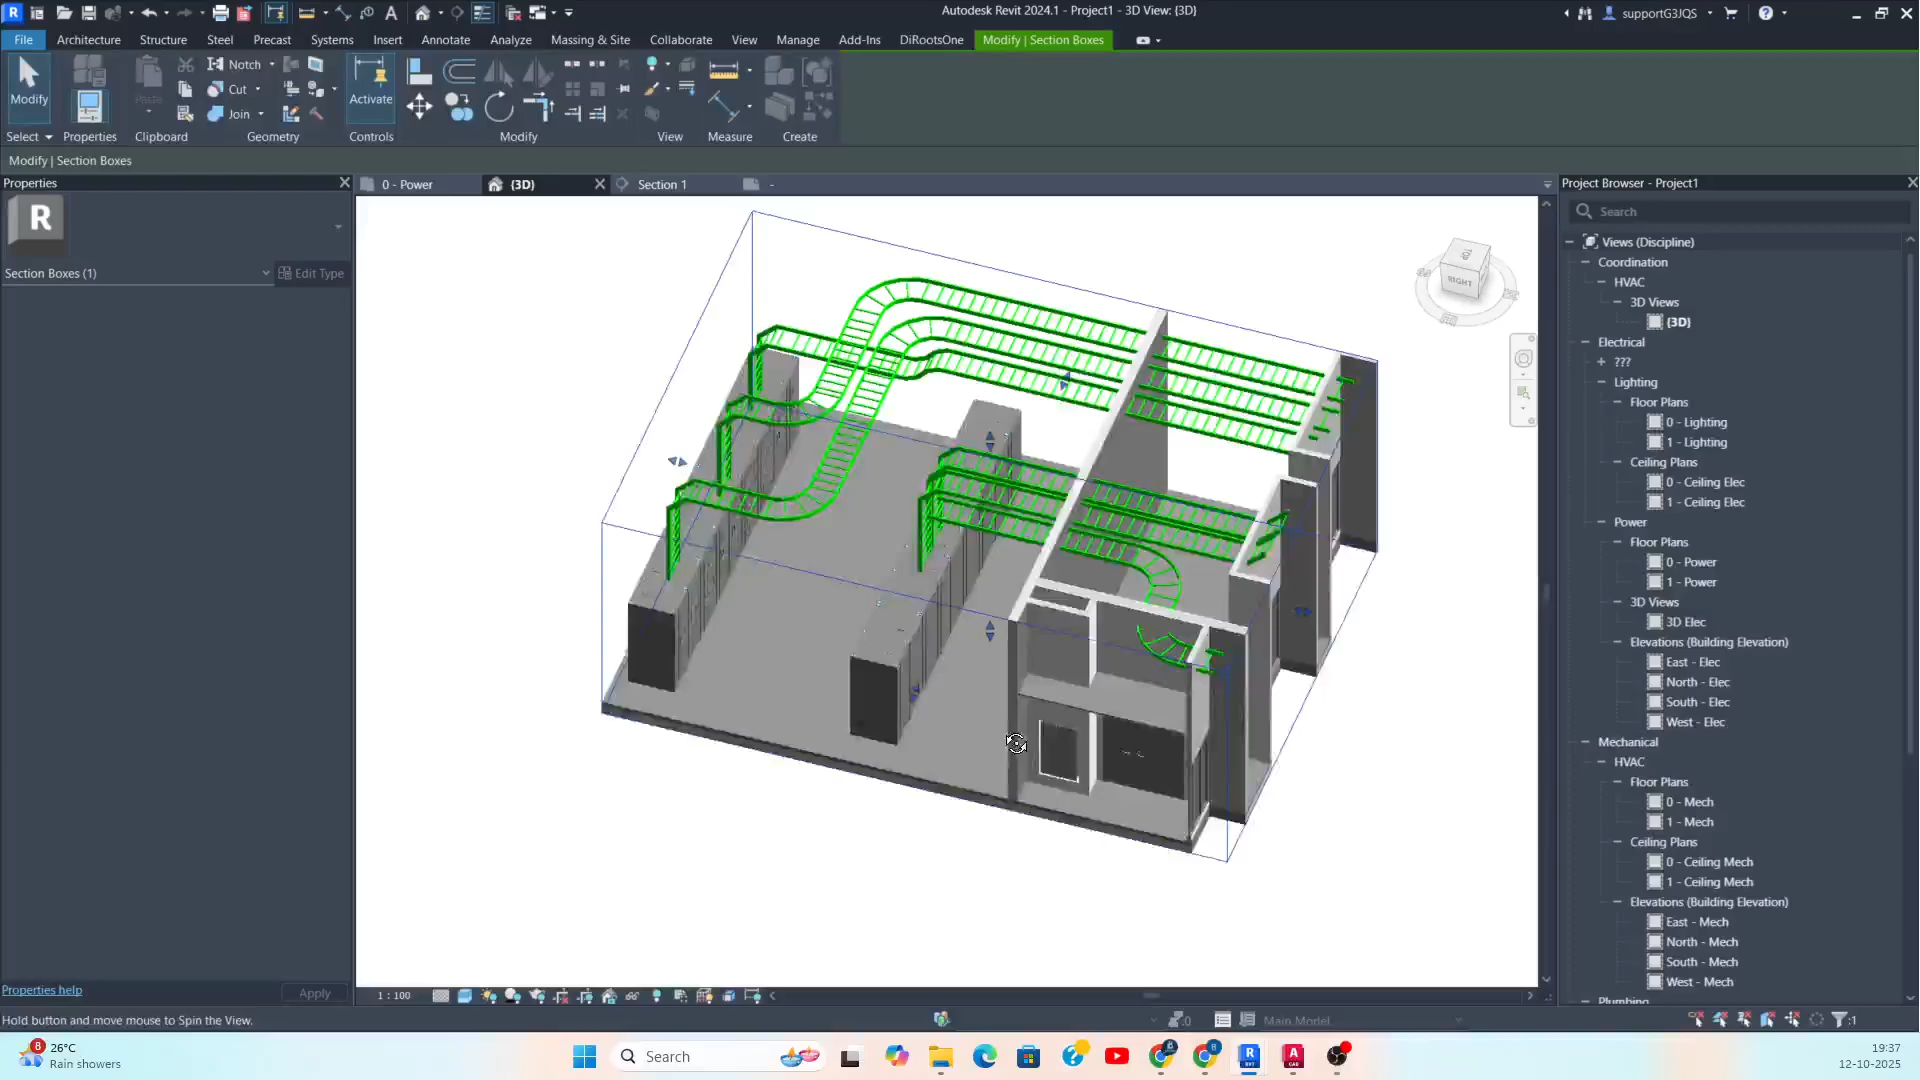 Autodesk Revit 2024.1 - Project1 - 3D View: {3D}
supportG3JQS
File Architecture Structure Steel Precast Systems Insert Annotate Analyze Massing & Site Collaborate View Manage Add-Ins DiRootsOne Modify | Section Boxes
Modify
Paste
Notch
Cut
Join
Activate
Select Properties Clipboard Geometry Controls Modify View Measure Create
Modify | Section Boxes
Properties
R
Section Boxes (1)
Edit Type
Properties help
Apply
0 - Power
{3D}
Section 1
-
TOP
RIGHT
1 : 100
Project Browser - Project1
Search
Views (Discipline)
Coordination
HVAC
3D Views
{3D}
Electrical
???
Lighting
Floor Plans
0 - Lighting
1 - Lighting
Ceiling Plans
0 - Ceiling Elec
1 - Ceiling Elec
Power
Floor Plans
0 - Power
1 - Power
3D Views
3D Elec
Elevations (Building Elevation)
East - Elec
North - Elec
South - Elec
West - Elec
Mechanical
HVAC
Floor Plans
0 - Mech
1 - Mech
Ceiling Plans
0 - Ceiling Mech
1 - Ceiling Mech
Elevations (Building Elevation)
East - Mech
North - Mech
South - Mech
West - Mech
Plumbing
Hold button and move mouse to Spin the View.
:0
Main Model
:1
8
26°C
Rain showers
Search
19:37
12-10-2025